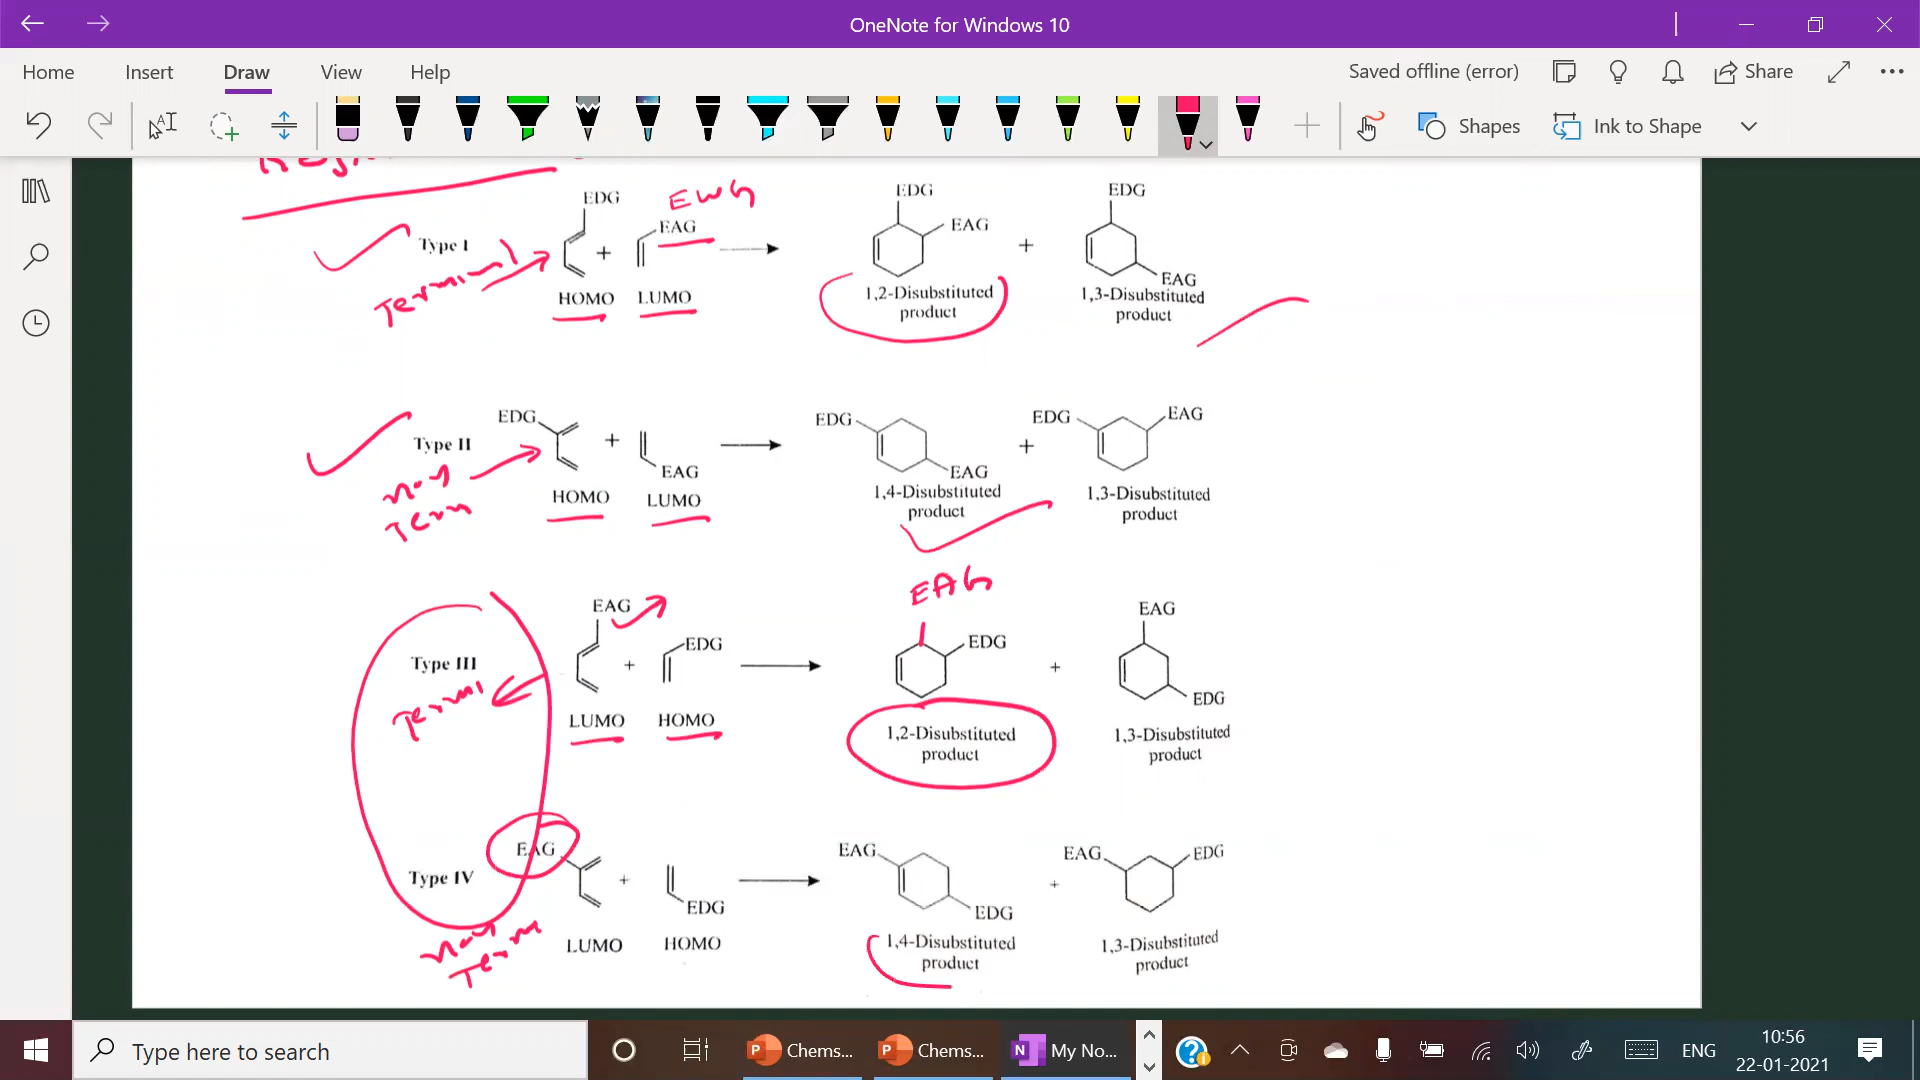 OneNote for Windows 10
Home Insert Draw View Help
Saved offline (error) Share
Shapes Ink to Shape
EDG EWG EDG EDG
Type I + EAG EAG + EAG
Terminal
HOMO LUMO
1,2-Disubstituted product
1,3-Disubstituted product
EDG EDG EDG EAG
Type II + EAG EAG +
Non Term
HOMO LUMO
1,4-Disubstituted product
1,3-Disubstituted product
EAG
EAG EAG
Type III + EDG EDG + EDG
Termi
LUMO HOMO
1,2-Disubstituted product
1,3-Disubstituted product
EAG EAG EAG EDG
Type IV + EDG EDG +
Non Term
LUMO HOMO
1,4-Disubstituted product
1,3-Disubstituted product
Type here to search
Chems... Chems... My No...
ENG
10:56
22-01-2021